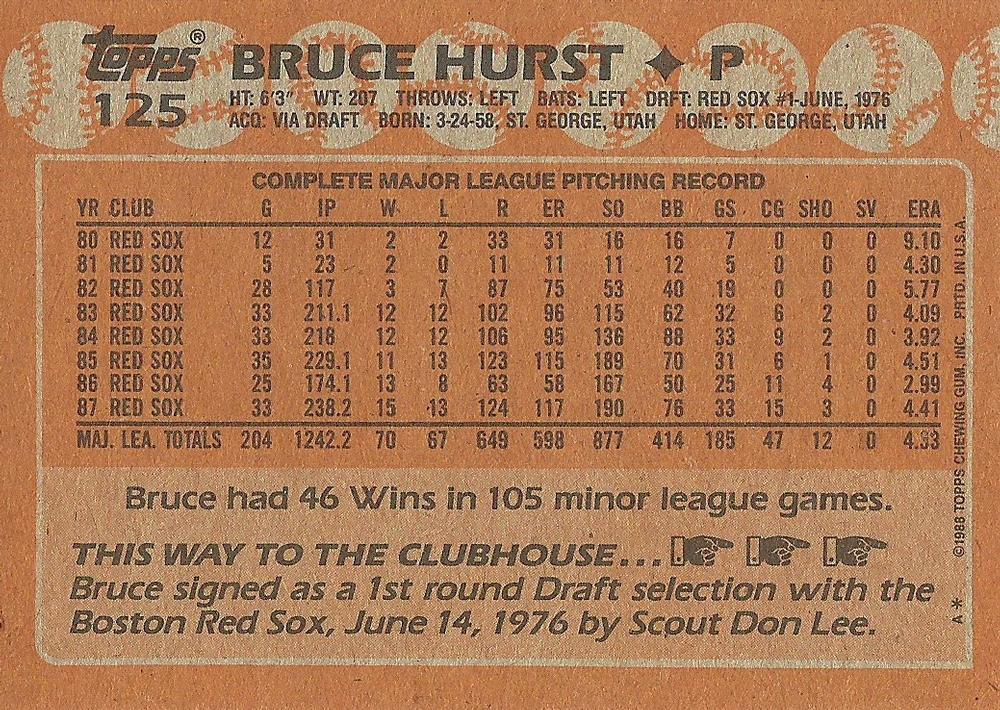 Topps® BRUCE HURST ♦ P
125 HT: 6'3" WT: 207 THROWS: LEFT BATS: LEFT DRFT: RED SOX #1-JUNE, 1976
ACQ: VIA DRAFT BORN: 3-24-58, ST. GEORGE, UTAH HOME: ST. GEORGE, UTAH
COMPLETE MAJOR LEAGUE PITCHING RECORD
YR CLUB G IP W L R ER SO BB GS CG SHO SV ERA
80 RED SOX 12 31 2 2 33 31 16 16 7 0 0 0 9.10
81 RED SOX 5 23 2 0 11 11 11 12 5 0 0 0 4.30
82 RED SOX 28 117 3 7 87 75 53 40 19 0 0 0 5.77
83 RED SOX 33 211.1 12 12 102 96 115 62 32 6 2 0 4.09
84 RED SOX 33 218 12 12 106 95 136 88 33 9 2 0 3.92
85 RED SOX 35 229.1 11 13 123 115 189 70 31 6 1 0 4.51
86 RED SOX 25 174.1 13 8 63 58 167 50 25 11 4 0 2.99
87 RED SOX 33 238.2 15 13 124 117 190 76 33 15 3 0 4.41
MAJ. LEA. TOTALS 204 1242.2 70 67 649 598 877 414 185 47 12 0 4.33
Bruce had 46 Wins in 105 minor league games.
THIS WAY TO THE CLUBHOUSE...
Bruce signed as a 1st round Draft selection with the
Boston Red Sox, June 14, 1976 by Scout Don Lee.
A* ©1988 TOPPS CHEWING GUM, INC. PRTD. IN U.S.A.